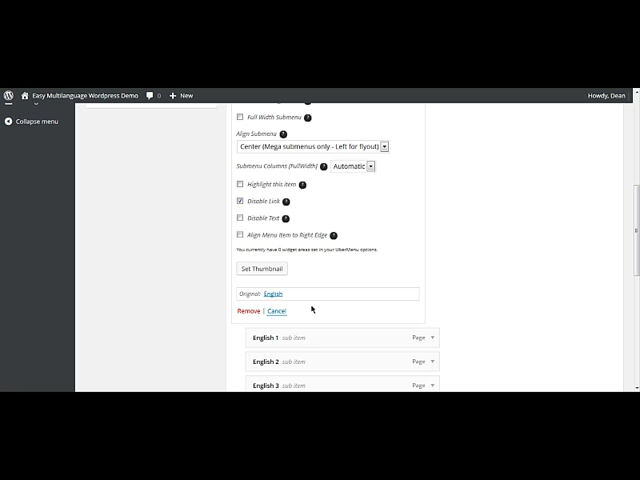 Easy Multilanguage Wordpress Demo 0 + New Howdy, Dean
Collapse menu
Full Width Submenu ?
Align Submenu ?
Center (Mega submenus only - Left for flyout)
Submenu Columns [FullWidth] ? Automatic
Highlight this item ?
Disable Link ?
Disable Text ?
Align Menu Item to Right Edge ?
You currently have 0 widget areas set in your UberMenu options.
Set Thumbnail
Original: English
Remove | Cancel
English 1 sub item Page
English 2 sub item Page
English 3 sub item Page